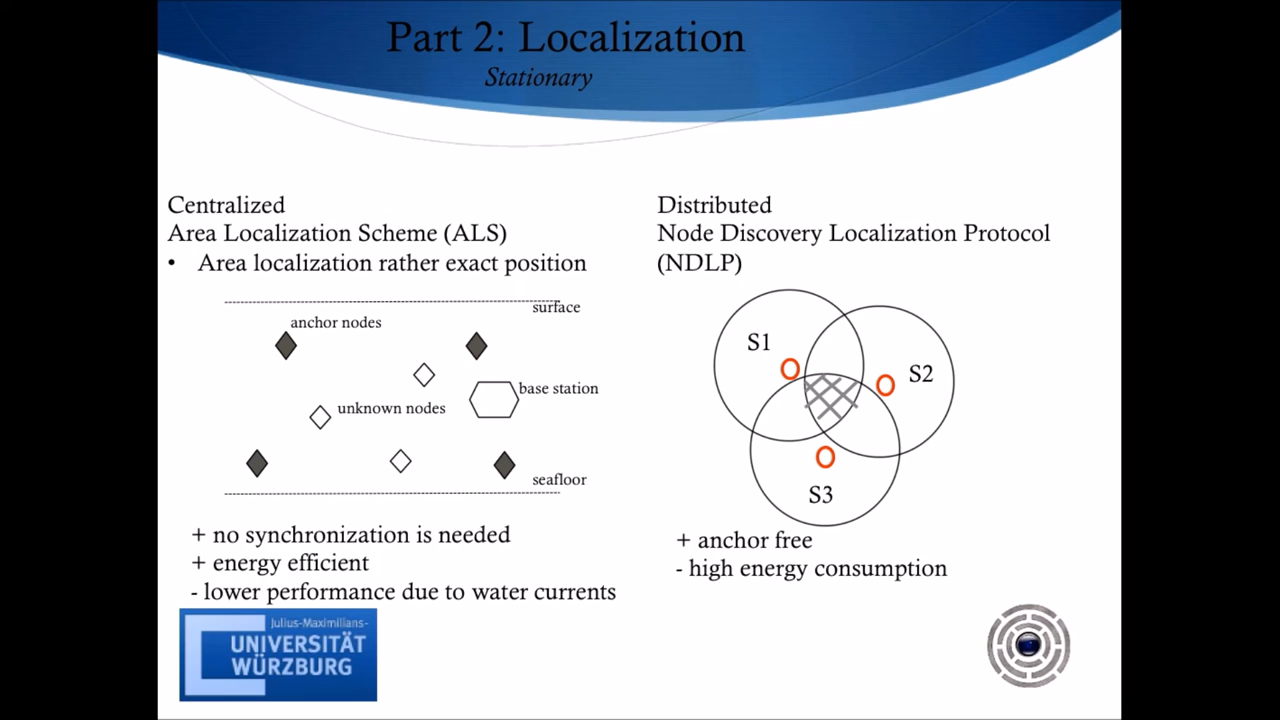 Part 2: Localization
Stationary
Centralized
Area Localization Scheme (ALS)
• Area localization rather exact position
surface
anchor nodes
base station
unknown nodes
seafloor
+ no synchronization is needed
+ energy efficient
- lower performance due to water currents
Distributed
Node Discovery Localization Protocol
(NDLP)
S1
S2
S3
+ anchor free
- high energy consumption
Julius-Maximilians-
UNIVERSITÄT
WÜRZBURG